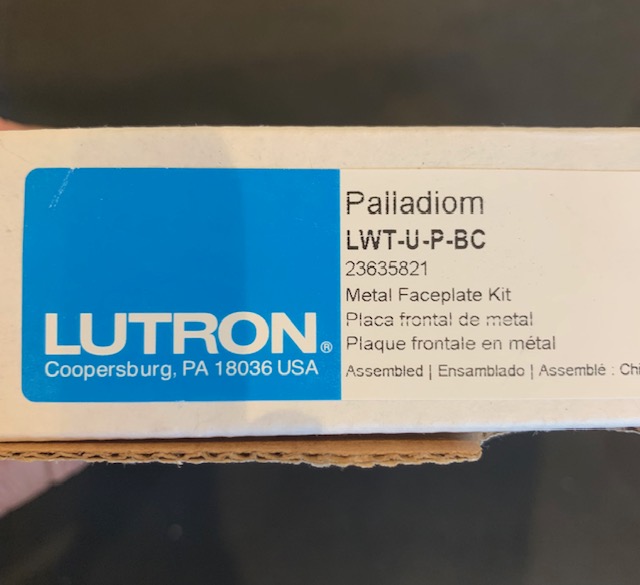 LUTRON®
Coopersburg, PA 18036 USA
Palladiom
LWT-U-P-BC
23635821
Metal Faceplate Kit
Placa frontal de metal
Plaque frontale en métal
Assembled | Ensamblado | Assemblé : Chi